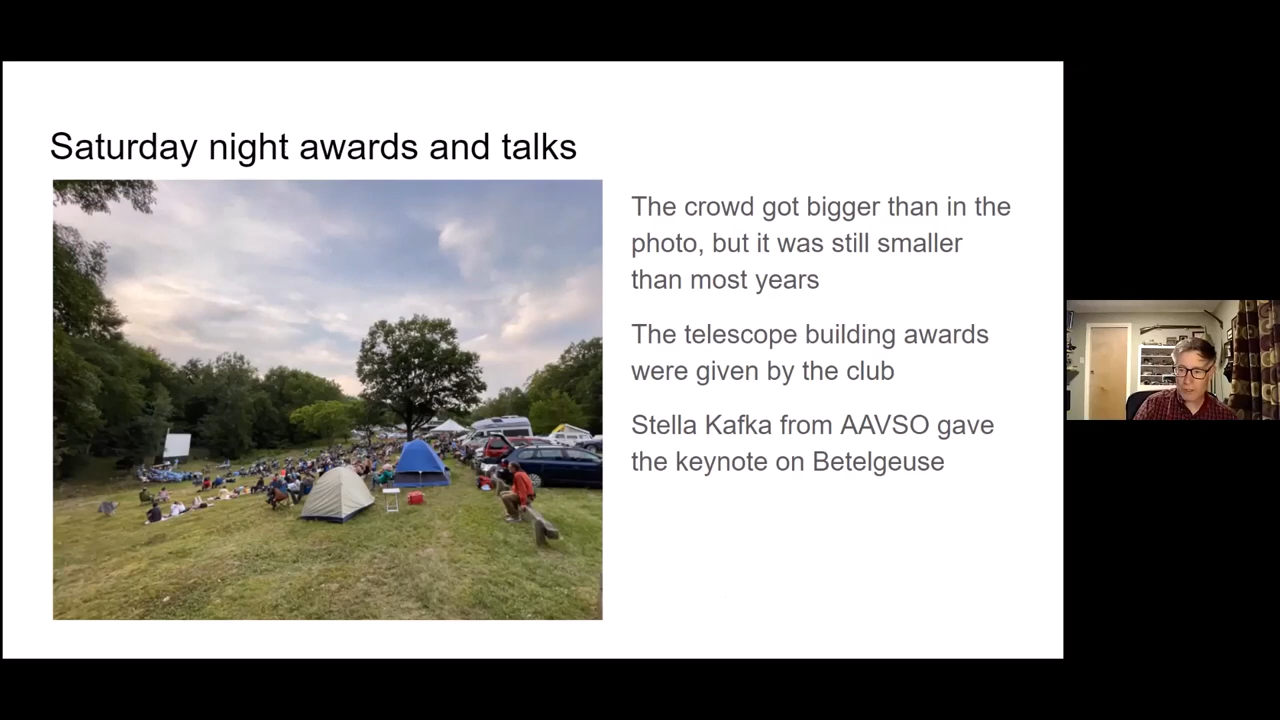 Saturday night awards and talks
The crowd got bigger than in the
photo, but it was still smaller
than most years
The telescope building awards
were given by the club
Stella Kafka from AAVSO gave
the keynote on Betelgeuse